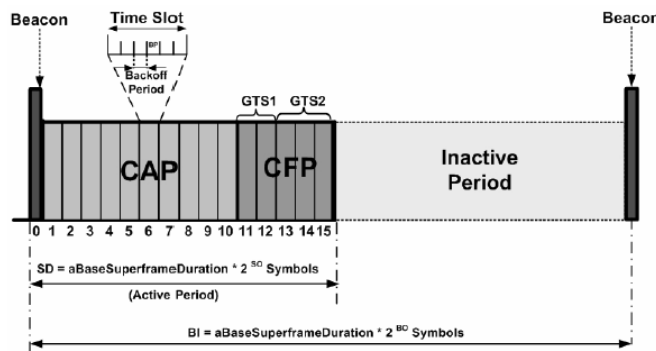 Beacon
Time Slot
Beacon
BP
Backoff
Period
GTS1
GTS2
CAP
CFP
Inactive
Period
0 1 2 3 4 5 6 7 8 9 10 11 12 13 14 15
SD = aBaseSuperframeDuration * 2 SO Symbols
(Active Period)
BI = aBaseSuperframeDuration * 2 BO Symbols